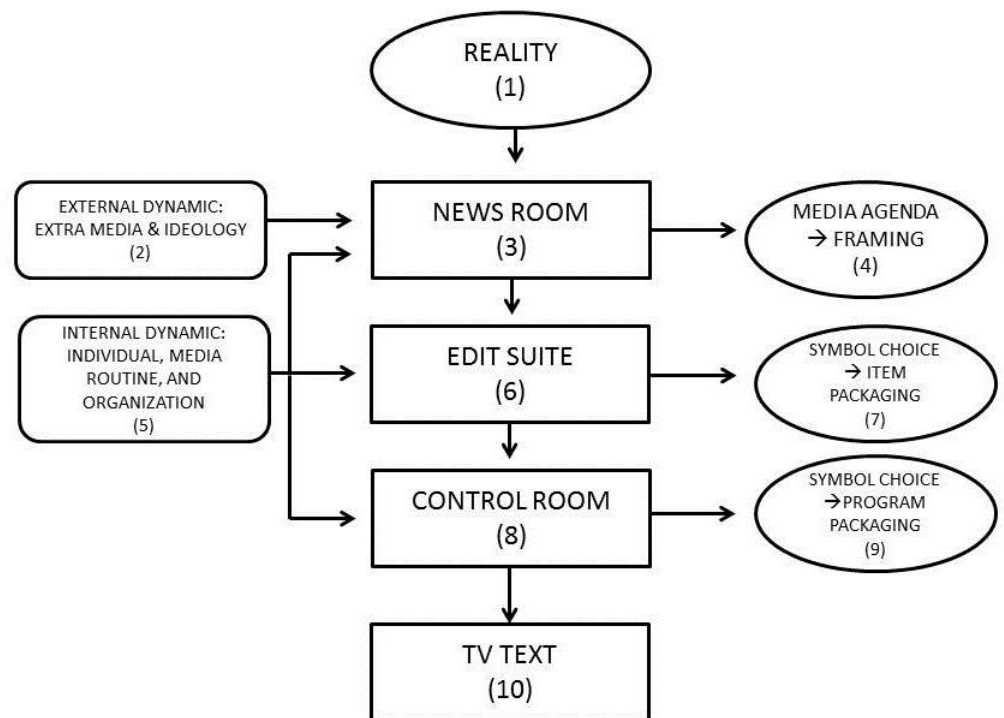 REALITY
(1)
EXTERNAL DYNAMIC:
EXTRA MEDIA & IDEOLOGY
(2)
NEWS ROOM
(3)
MEDIA AGENDA
→ FRAMING
(4)
INTERNAL DYNAMIC:
INDIVIDUAL, MEDIA
ROUTINE, AND
ORGANIZATION
(5)
EDIT SUITE
(6)
SYMBOL CHOICE
→ ITEM
PACKAGING
(7)
CONTROL ROOM
(8)
SYMBOL CHOICE
→PROGRAM
PACKAGING
(9)
TV TEXT
(10)